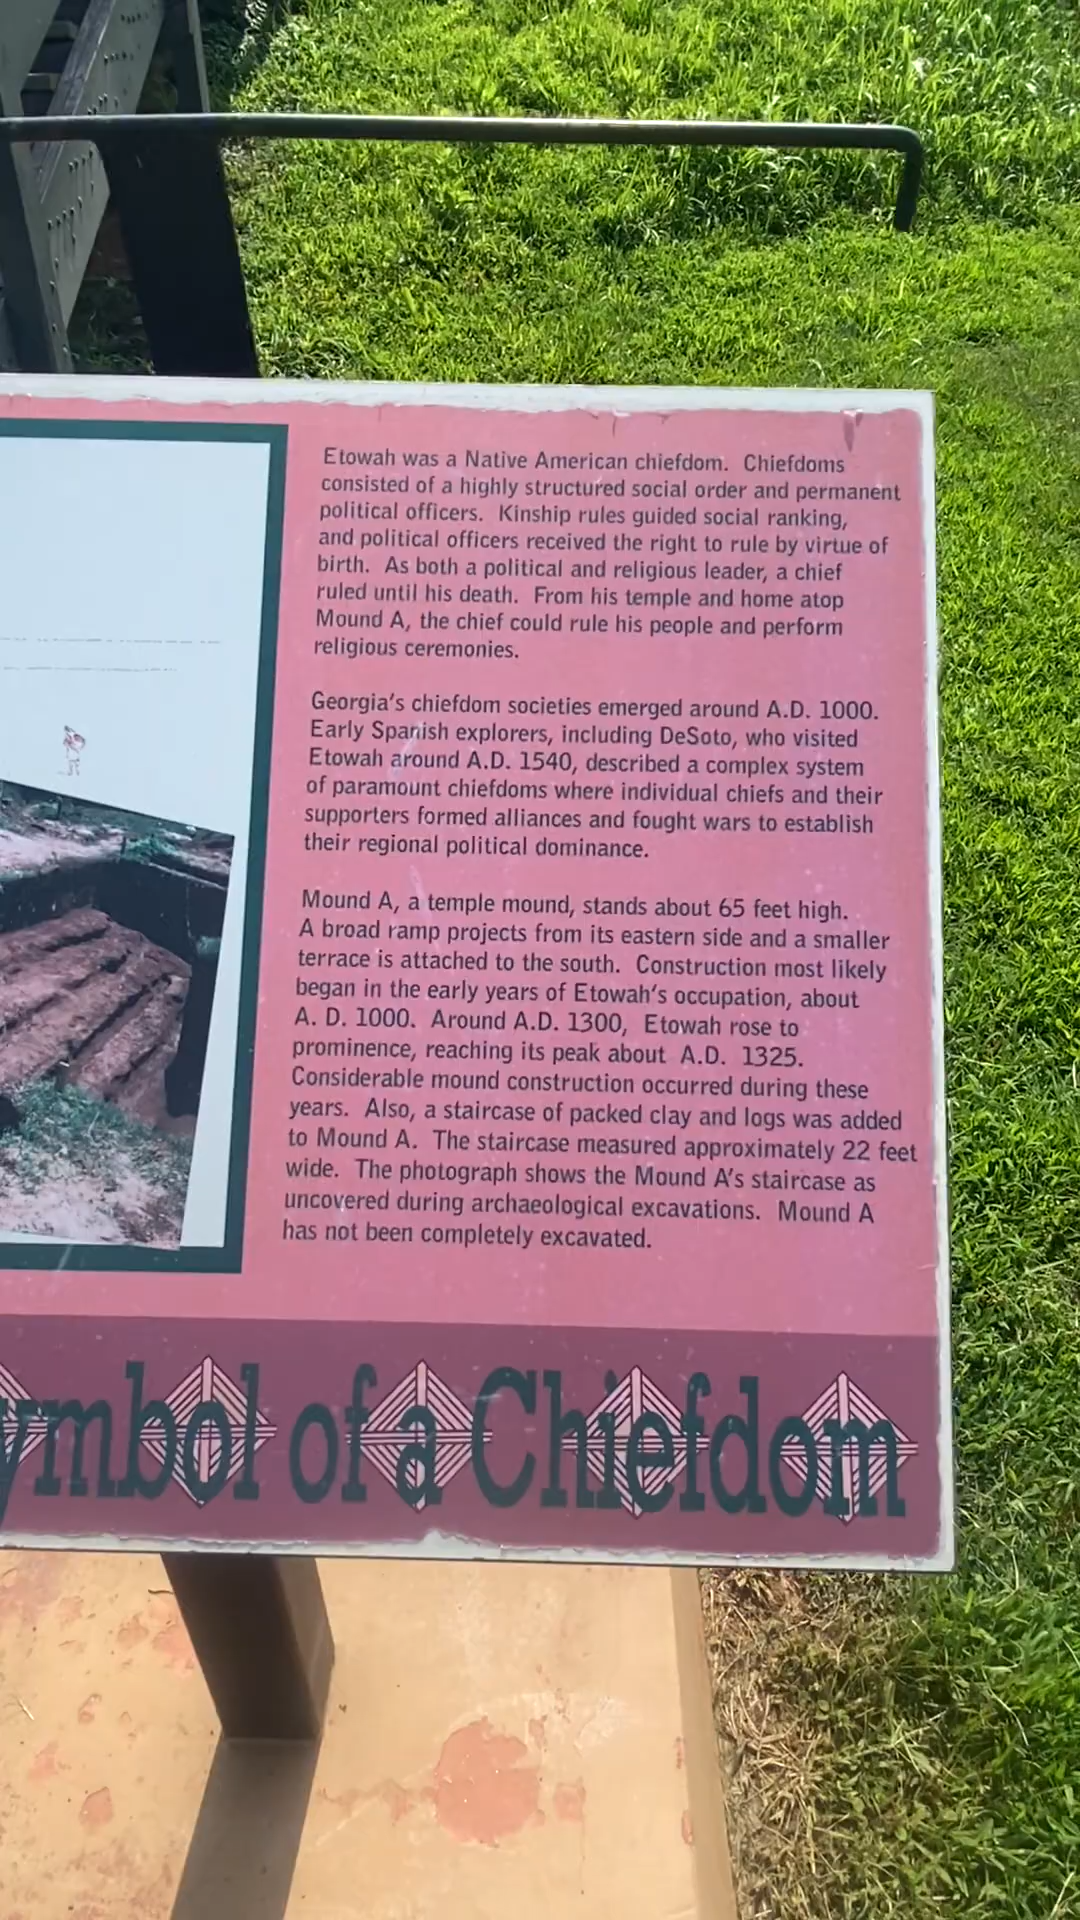 Etowah was a Native American chiefdom. Chiefdoms
consisted of a highly structured social order and permanent
political officers. Kinship rules guided social ranking,
and political officers received the right to rule by virtue of
birth. As both a political and religious leader, a chief
ruled until his death. From his temple and home atop
Mound A, the chief could rule his people and perform
religious ceremonies.
Georgia's chiefdom societies emerged around A.D. 1000.
Early Spanish explorers, including DeSoto, who visited
Etowah around A.D. 1540, described a complex system
of paramount chiefdoms where individual chiefs and their
supporters formed alliances and fought wars to establish
their regional political dominance.
Mound A, a temple mound, stands about 65 feet high.
A broad ramp projects from its eastern side and a smaller
terrace is attached to the south. Construction most likely
began in the early years of Etowah's occupation, about
A. D. 1000. Around A.D. 1300, Etowah rose to
prominence, reaching its peak about A.D. 1325.
Considerable mound construction occurred during these
years. Also, a staircase of packed clay and logs was added
to Mound A. The staircase measured approximately 22 feet
wide. The photograph shows the Mound A's staircase as
uncovered during archaeological excavations. Mound A
has not been completely excavated.
ymbol of a Chiefdom